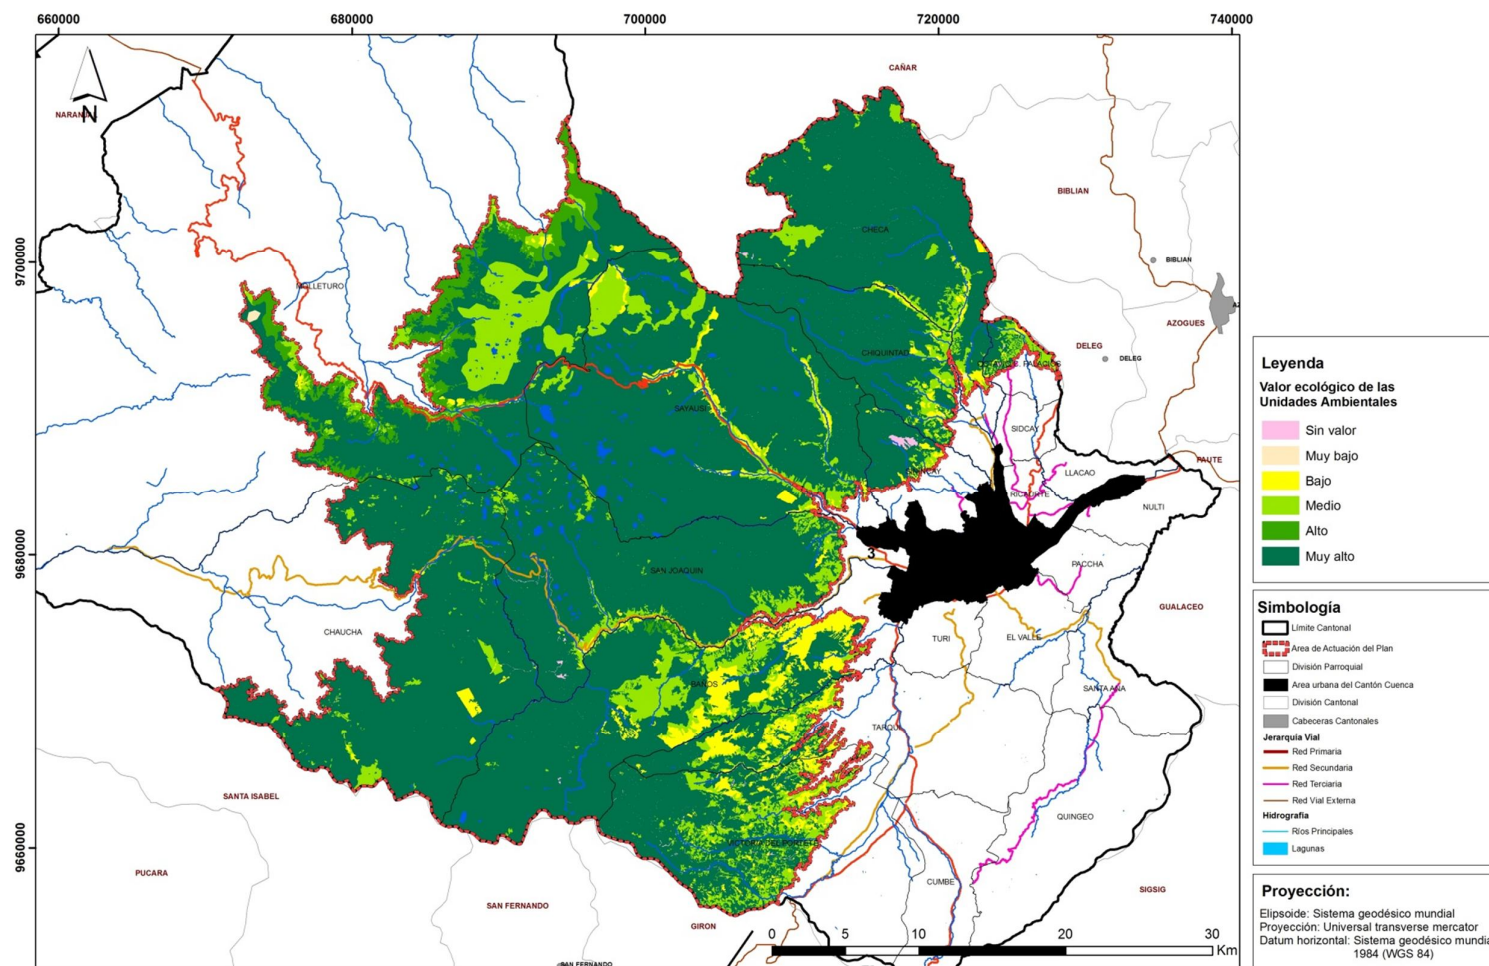 660000
680000
700000
720000
740000
CAÑAR
N
BIBLIAN
CHECA
9700000
BIBLIAN
MOLLETURO
AZOGUES
CHIQUINTAD
DELEG
DELEG
SAYAUSI
SIDCAY
LLACAO
PAUTE
RICAURTE
NULTI
9680000
3
SAN JOAQUIN
PACCHA
GUALACEO
CHAUCHA
TURI
EL VALLE
BAÑOS
SANTA ANA
TARQUI
SANTA ISABEL
QUINGEO
9660000
PUCARA
CUMBE
SIGSIG
SAN FERNANDO
GIRON
0 5 10 20 30
Km
SAN FERNANDO
Leyenda
Valor ecológico de las
Unidades Ambientales
Sin valor
Muy bajo
Bajo
Medio
Alto
Muy alto
Simbología
Límite Cantonal
Area de Actuación del Plan
División Parroquial
Area urbana del Cantón Cuenca
División Cantonal
Cabeceras Cantonales
Jerarquia Vial
Red Primaria
Red Secundaria
Red Terciaria
Red Vial Externa
Hidrografia
Ríos Principales
Lagunas
Proyección:
Elipsoide: Sistema geodésico mundial
Proyección: Universal transverse mercator
Datum horizontal: Sistema geodésico mundi
1984 (WGS 84)